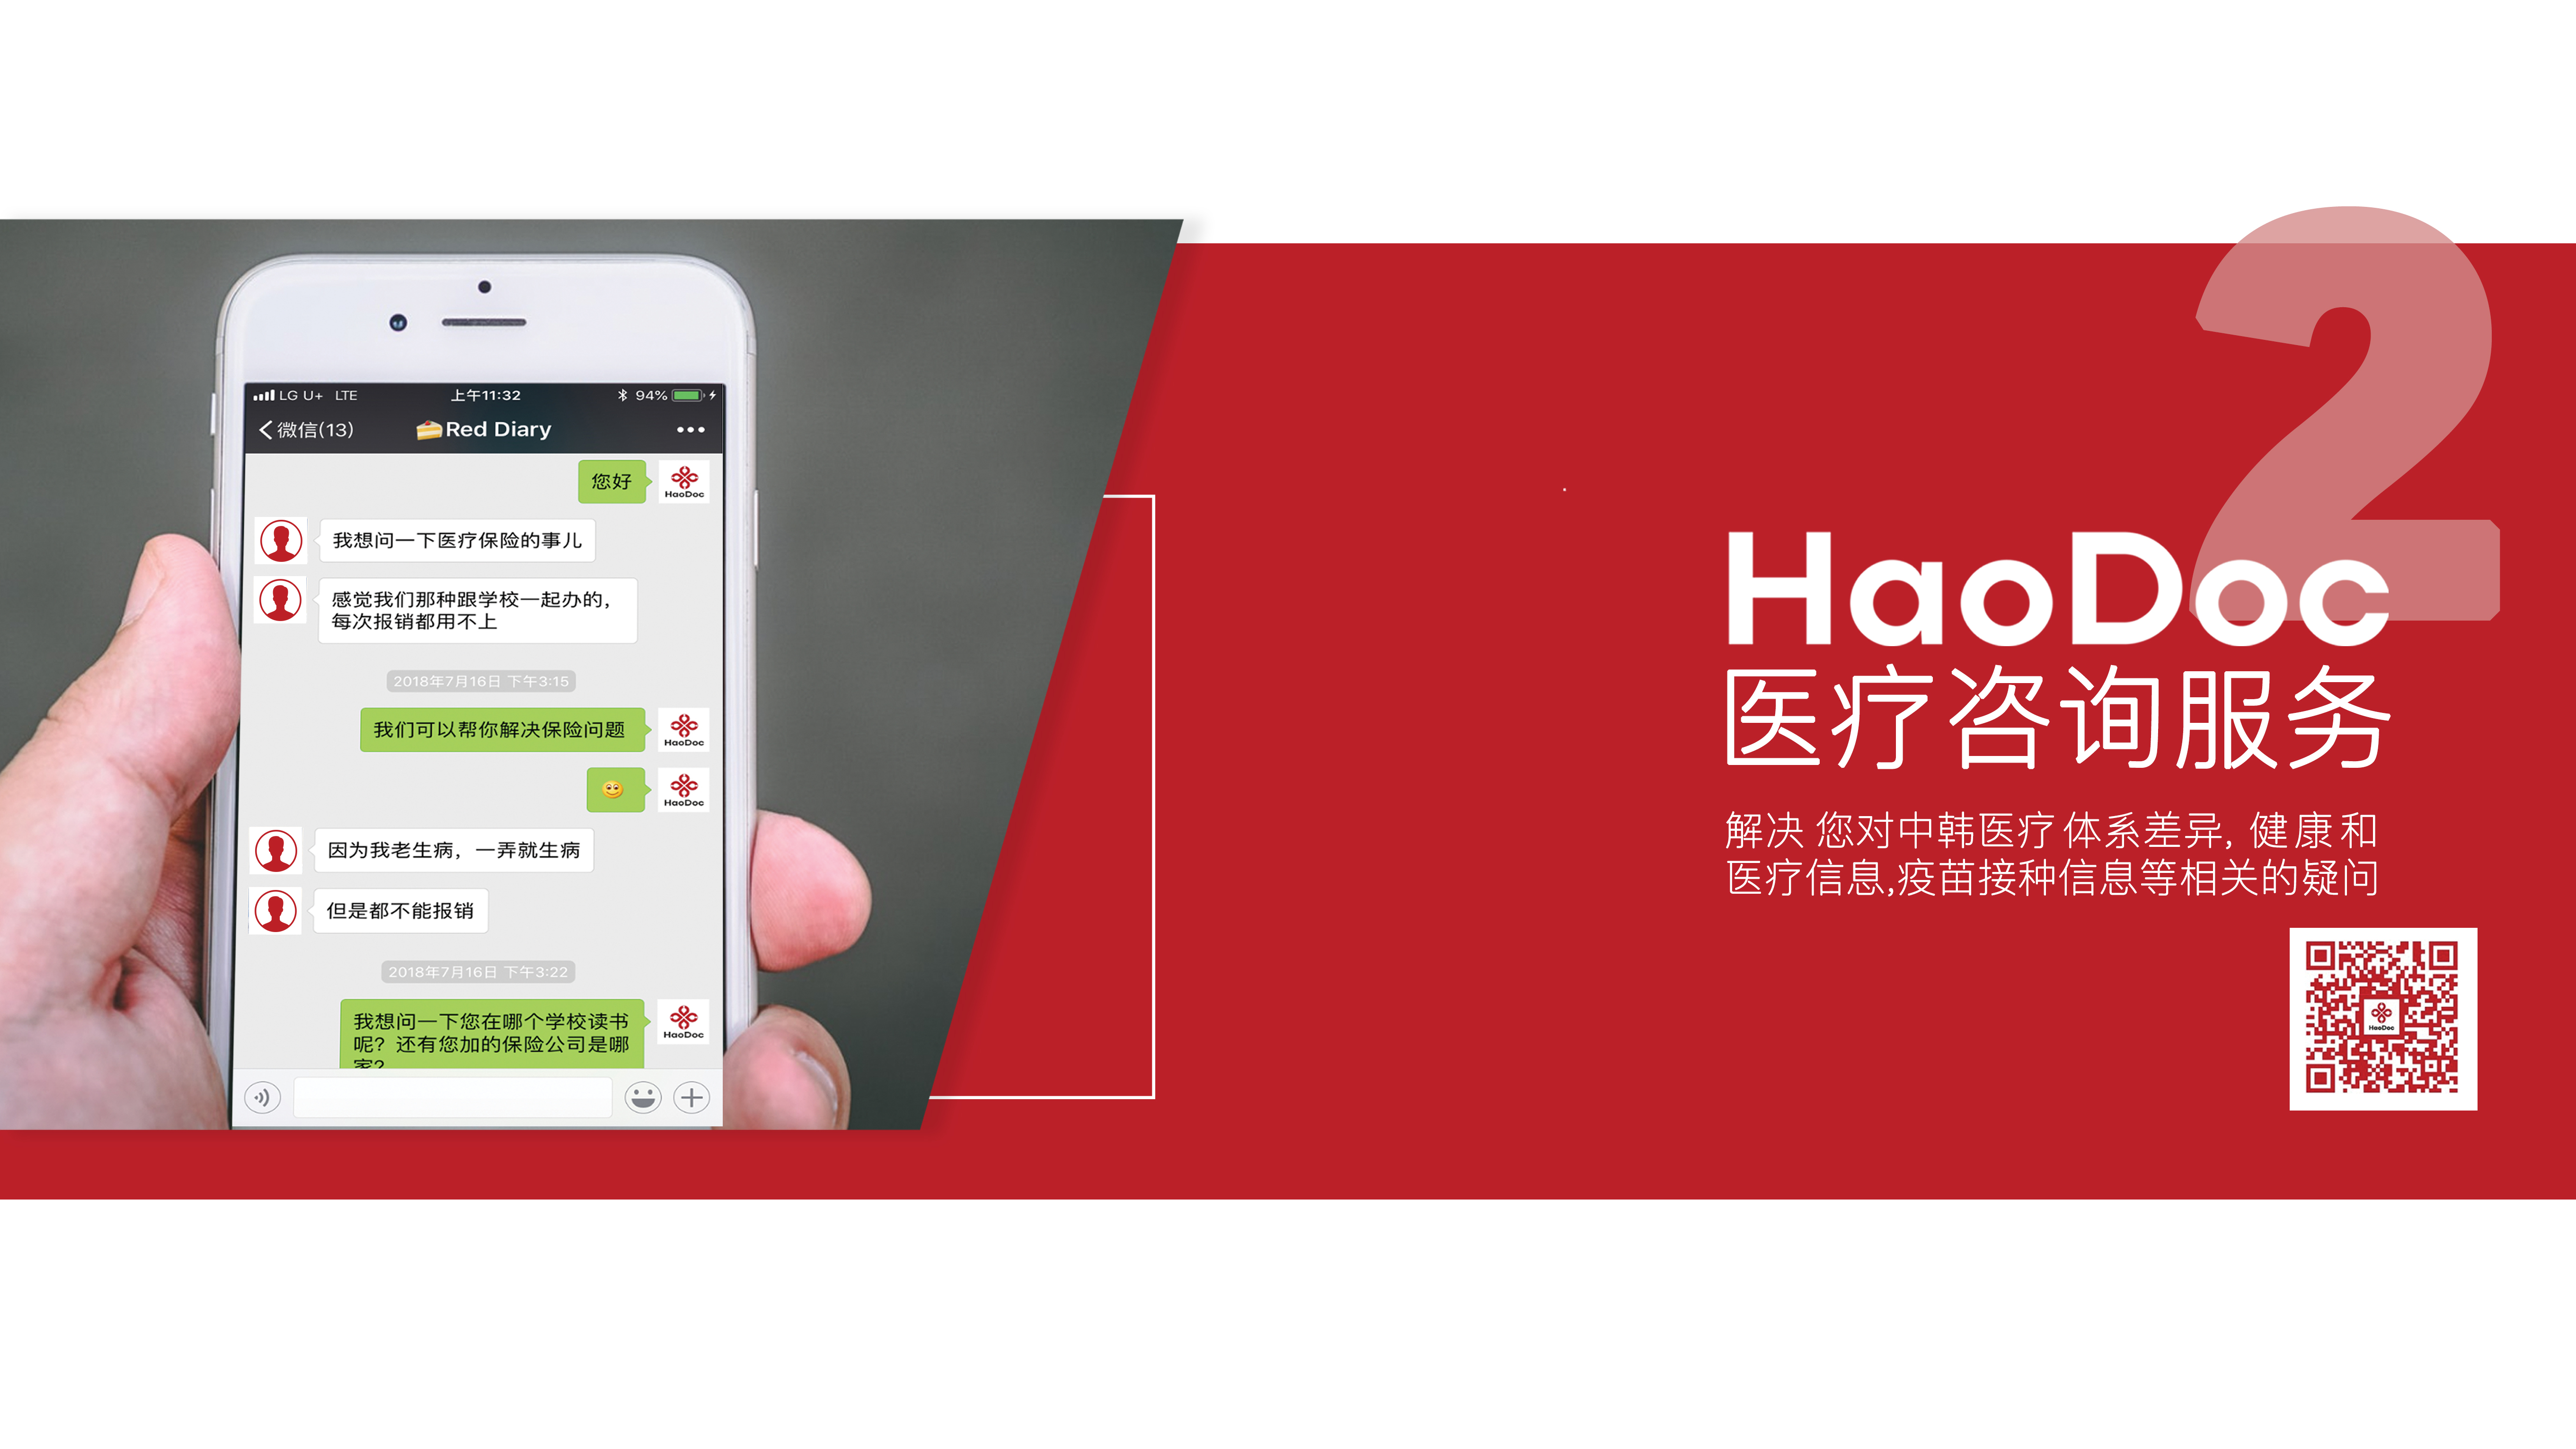 LG U+ LTE 上午11:32 94%
微信(13) Red Diary
您好
HaoDoc
我想问一下医疗保险的事儿
感觉我们那种跟学校一起办的,
每次报销都用不上
2018年7月16日 下午3:15
我们可以帮你解决保险问题
HaoDoc
HaoDoc
因为我老生病，一弄就生病
但是都不能报销
2018年7月16日 下午3:22
我想问一下您在哪个学校读书
呢？还有您加的保险公司是哪
家？
HaoDoc
2
HaoDoc
医疗咨询服务
解决 您对中韩医疗体系差异, 健康和
医疗信息,疫苗接种信息等相关的疑问
HaoDoc